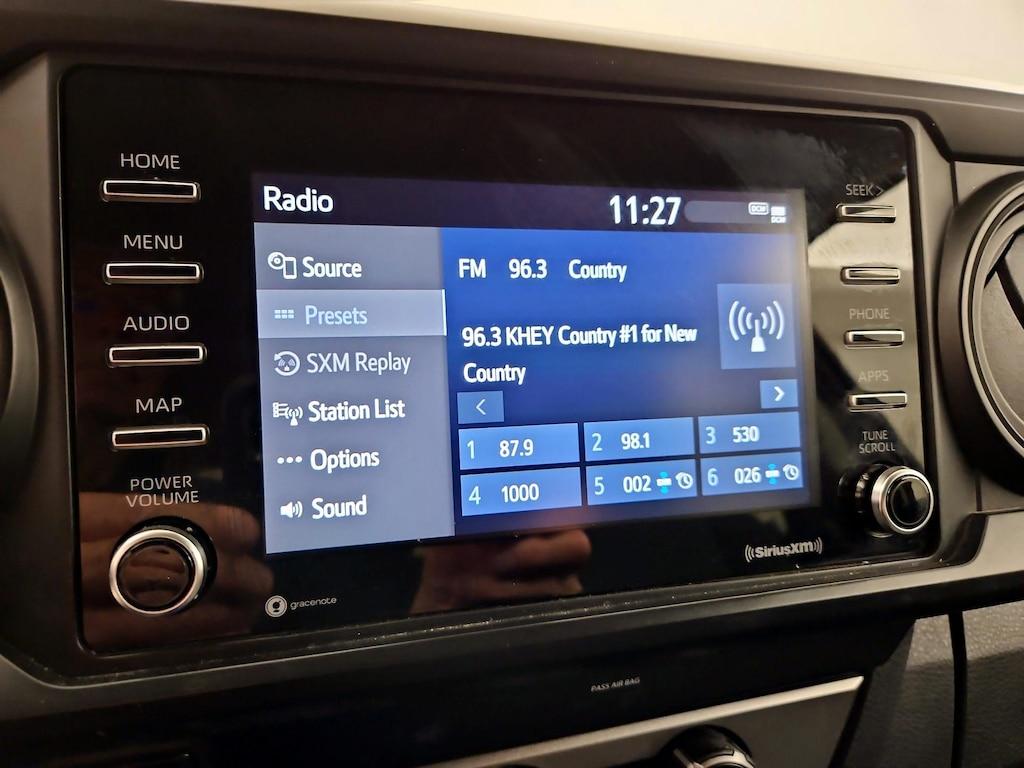 HOME
MENU
AUDIO
MAP
POWER
VOLUME
Radio
11:27
DCM
DCM
Source
Presets
SXM Replay
Station List
Options
Sound
FM 96.3 Country
96.3 KHEY Country #1 for New
Country
<
>
1 87.9
2 98.1
3 530
4 1000
5 002
6 026
SEEK >
PHONE
APPS
TUNE
SCROLL
((SiriusXM))
g gracenote
PASS AIR BAG